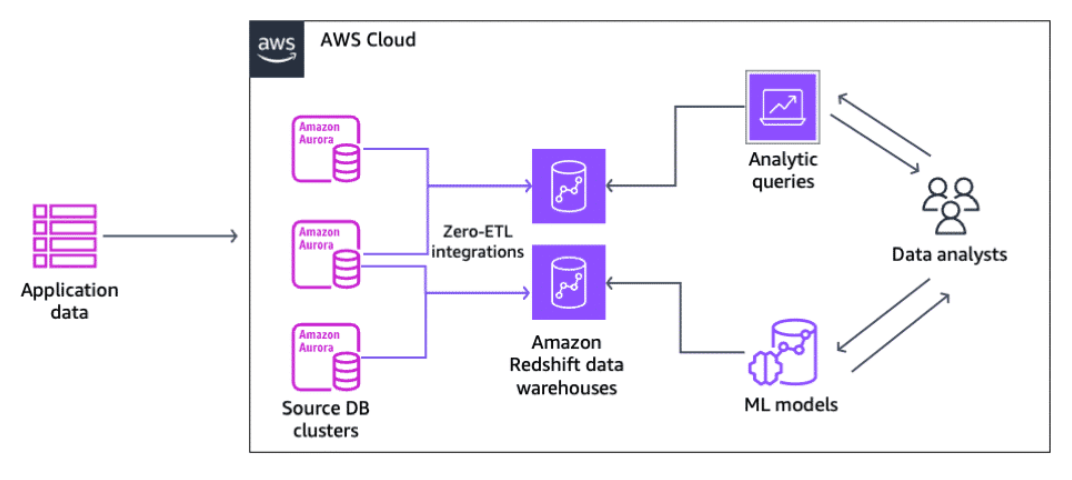 aws
AWS Cloud
Amazon
Aurora
Amazon
Aurora
Amazon
Aurora
Source DB
clusters
Application
data
Zero-ETL
integrations
Amazon
Redshift data
warehouses
Analytic
queries
Data analysts
ML models